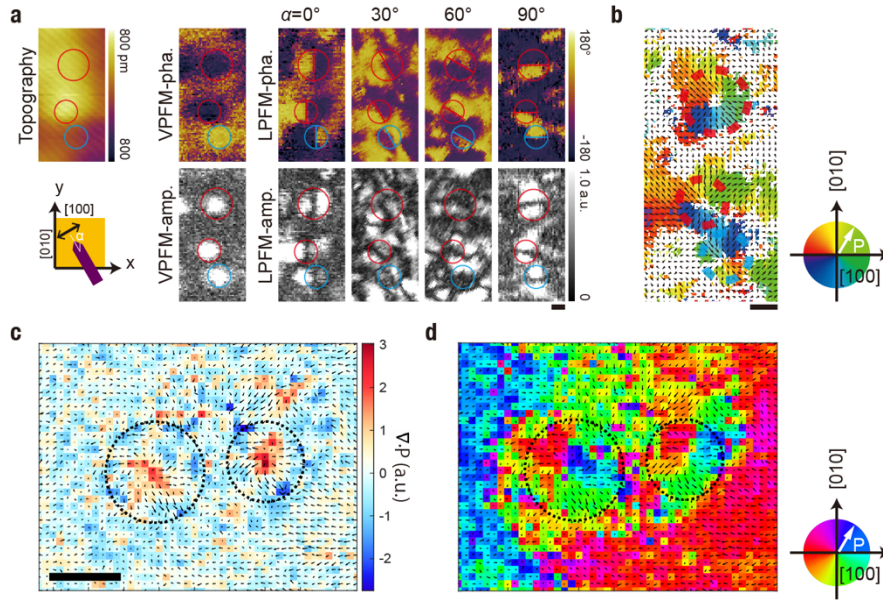 a
Topography
800 pm
800
VPFM-pha.
LPFM-pha.
α=0°
30°
60°
90°
180°
-180
y
[100]
[010]
α
x
VPFM-amp.
LPFM-amp.
1.0 a.u.
0
b
[010]
P
[100]
c
3
2
1
0
-1
-2
∇·P (a.u.)
d
[010]
P
[100]